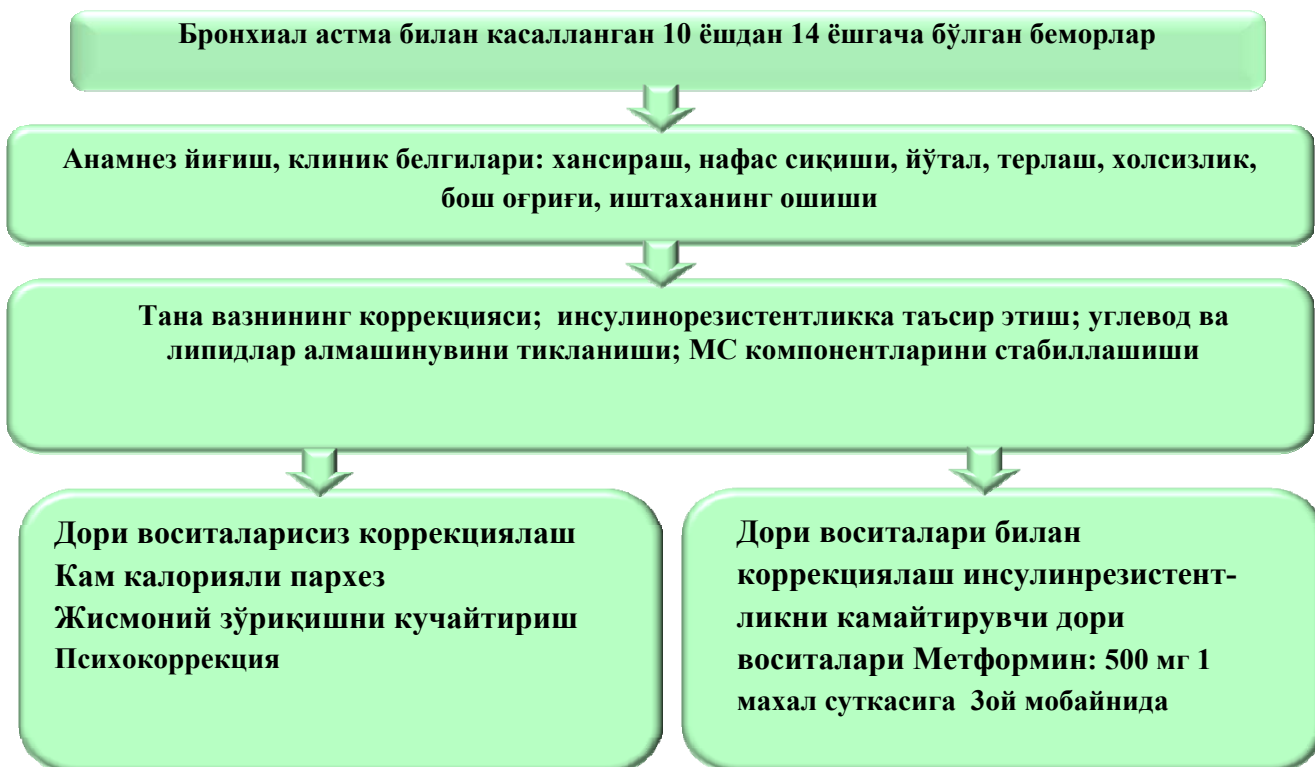 Бронхиал астма билан касалланган 10 ёшдан 14 ёшгача бўлган беморлар
Анамнез йиғиш, клиник белгилари: хансираш, нафас сиқиши, йўтал, терлаш, холсизлик,
бош оғриғи, иштаханинг ошиши
Тана вазнининг коррекцияси; инсулинорезистентликка таъсир этиш; углевод ва
липидлар алмашинувини тикланиши; МС компонентларини стабиллашиши
Дори воситаларисиз коррекциялаш
Кам калорияли пархез
Жисмоний зўриқишни кучайтириш
Психокоррекция
Дори воситалари билан
коррекциялаш инсулинрезистент-
ликни камайтирувчи дори
воситалари Метформин: 500 мг 1
махал суткасига 3ой мобайнида